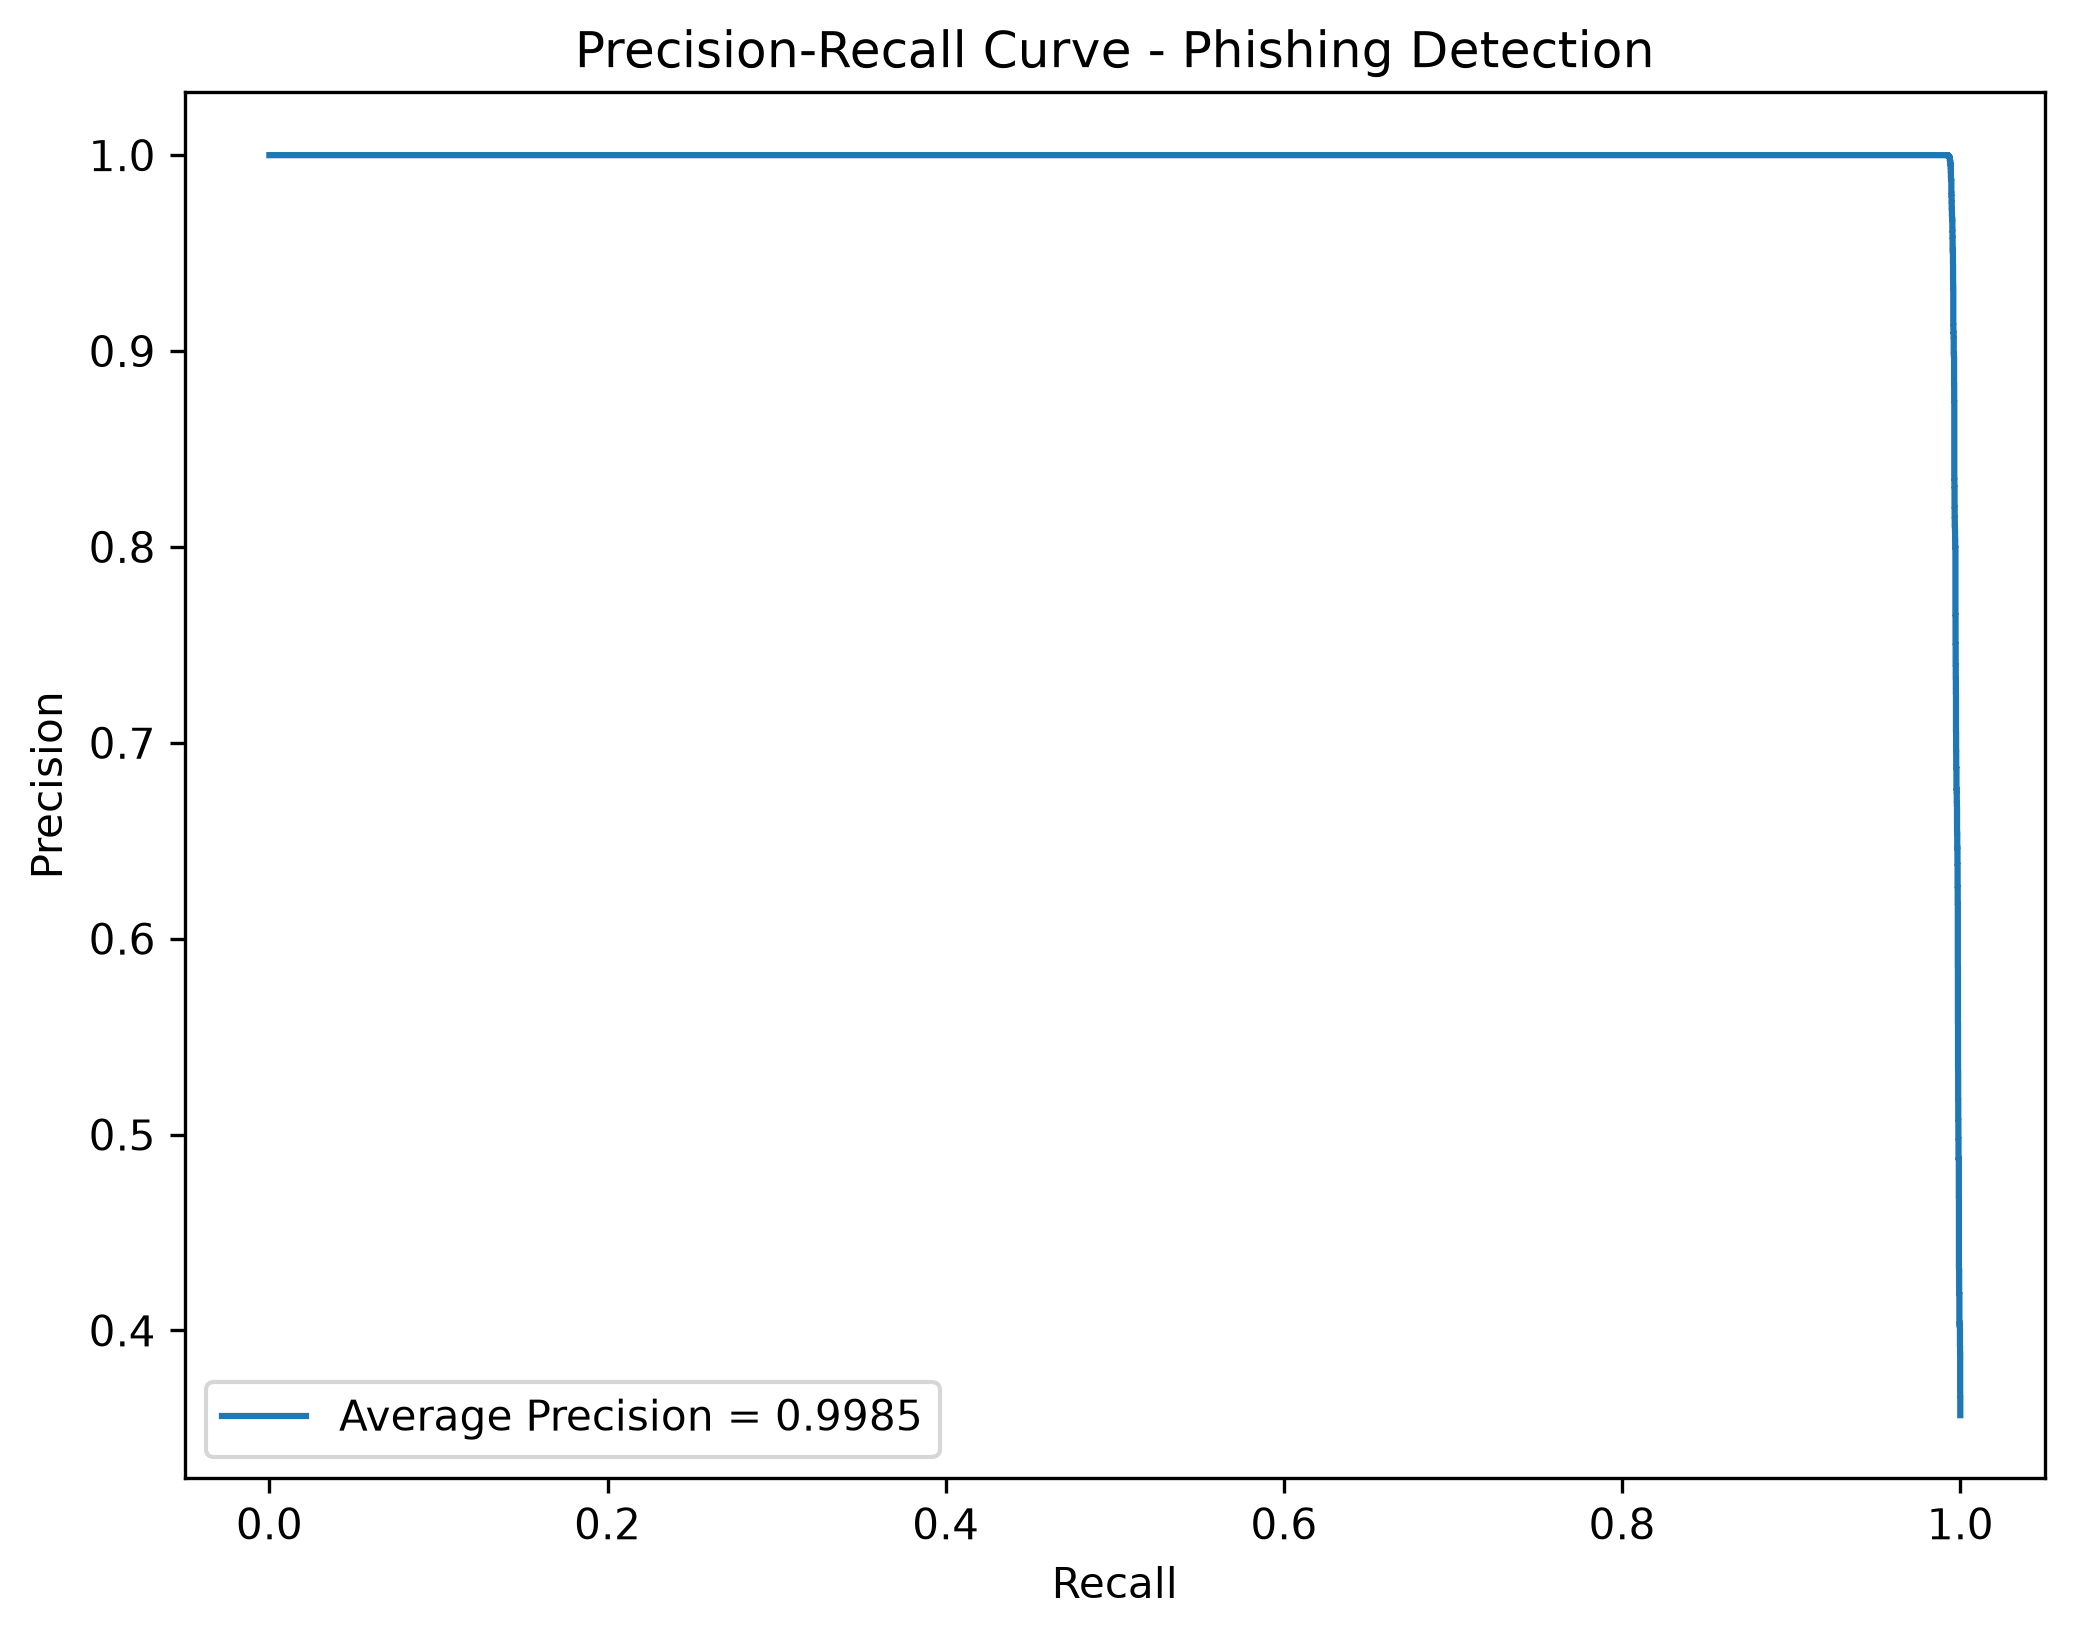 Precision-Recall Curve - Phishing Detection
1.0
0.9
0.8
0.7
0.6
0.5
0.4
Precision
Average Precision = 0.9985
0.0 0.2 0.4 0.6 0.8 1.0
Recall